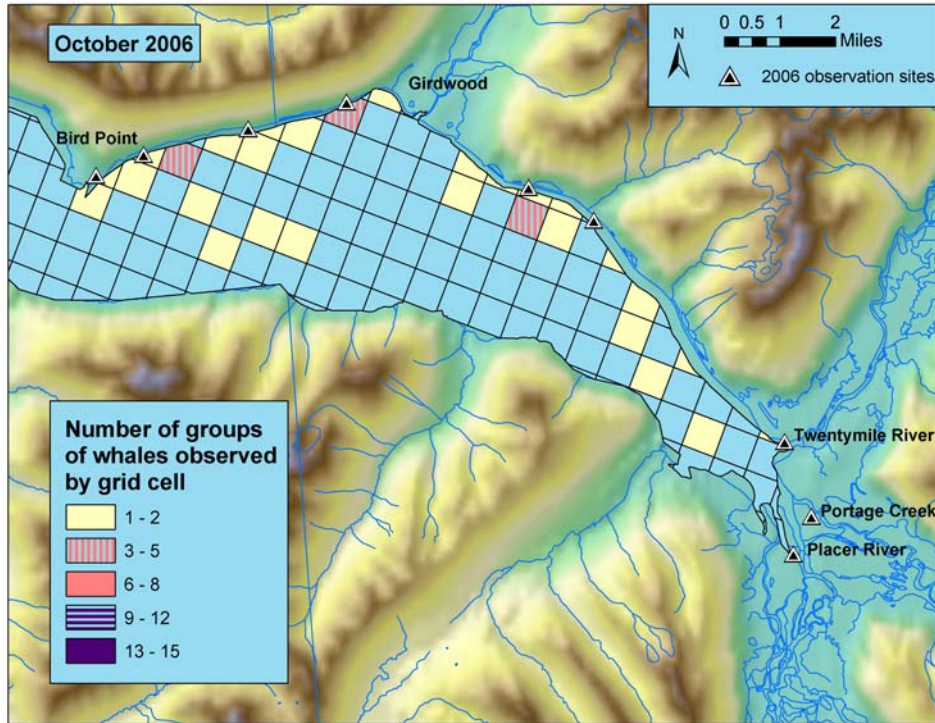 October 2006
N
0 0.5 1 2
Miles
2006 observation sites
Girdwood
Bird Point
Twentymile River
Portage Creek
Placer River
Number of groups
of whales observed
by grid cell
1 - 2
3 - 5
6 - 8
9 - 12
13 - 15